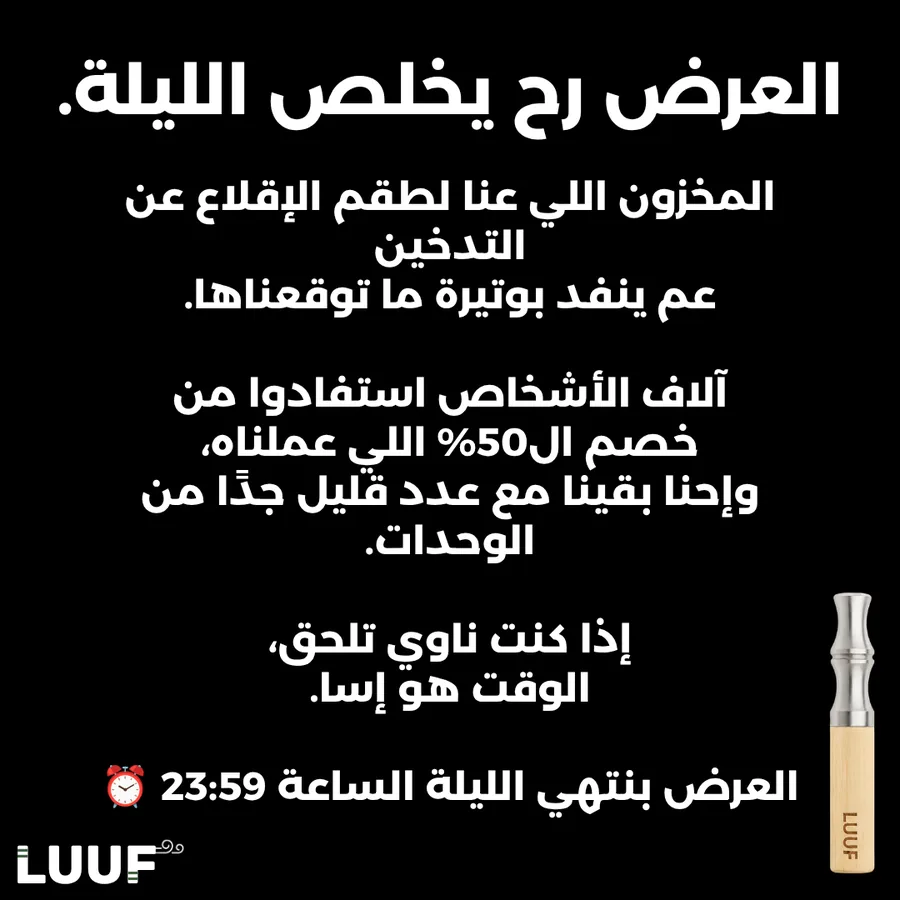 العرض رح يخلص الليلة.
المخزون اللي عنا لطقم الإقلاع عن
التدخين
عم ينفد بوتيرة ما توقعناها.
آلاف الأشخاص استفادوا من
خصم ال50% اللي عملناه،
وإحنا بقينا مع عدد قليل جدًا من
الوحدات.
إذا كنت ناوي تلحق،
الوقت هو إسا.
العرض بنتهي الليلة الساعة 23:59 ⏰
LUUF
LUUF